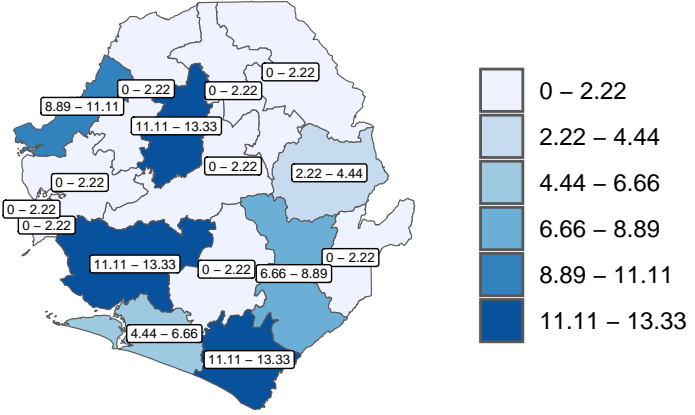 0 – 2.22
0 – 2.22
0 – 2.22
8.89 – 11.11
11.11 – 13.33
0 – 2.22
2.22 – 4.44
0 – 2.22
0 – 2.22
0 – 2.22
0 – 2.22
11.11 – 13.33
0 – 2.22
6.66 – 8.89
4.44 – 6.66
11.11 – 13.33
0 – 2.22
2.22 – 4.44
4.44 – 6.66
6.66 – 8.89
8.89 – 11.11
11.11 – 13.33